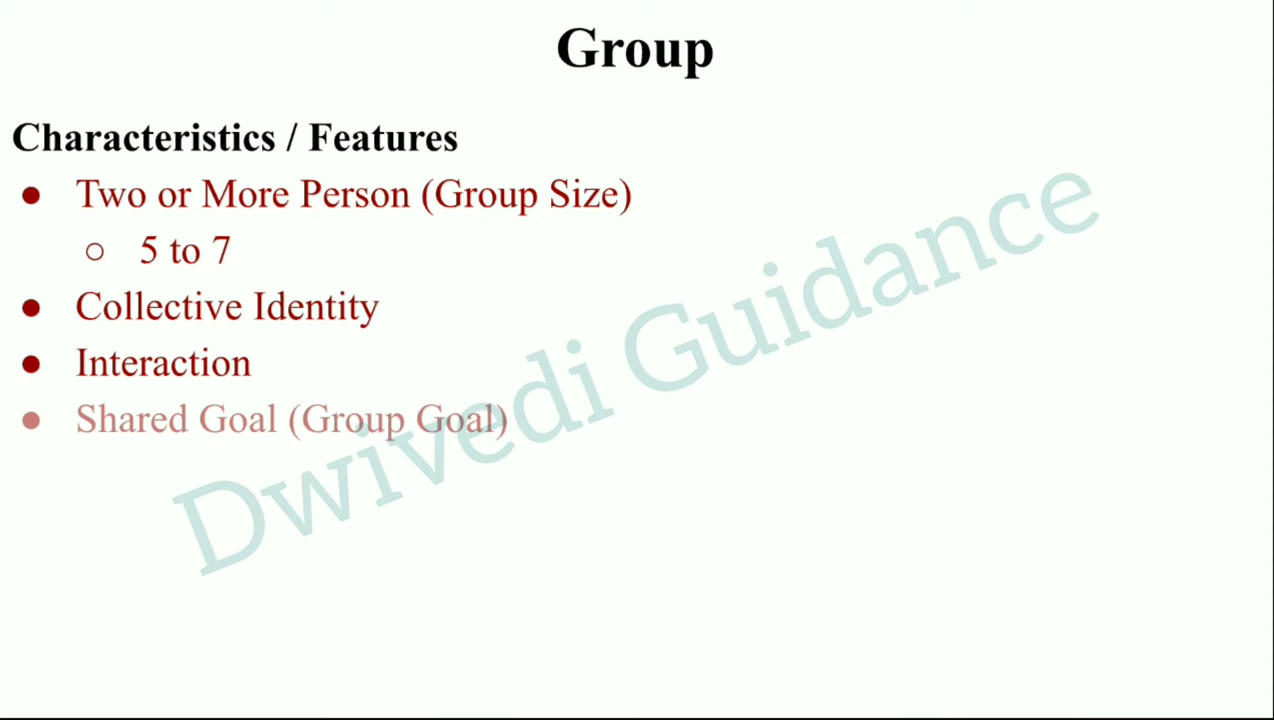 Group
Characteristics / Features
● Two or More Person (Group Size)
○ 5 to 7
● Collective Identity
● Interaction
● Shared Goal (Group Goal)
Dwivedi Guidance